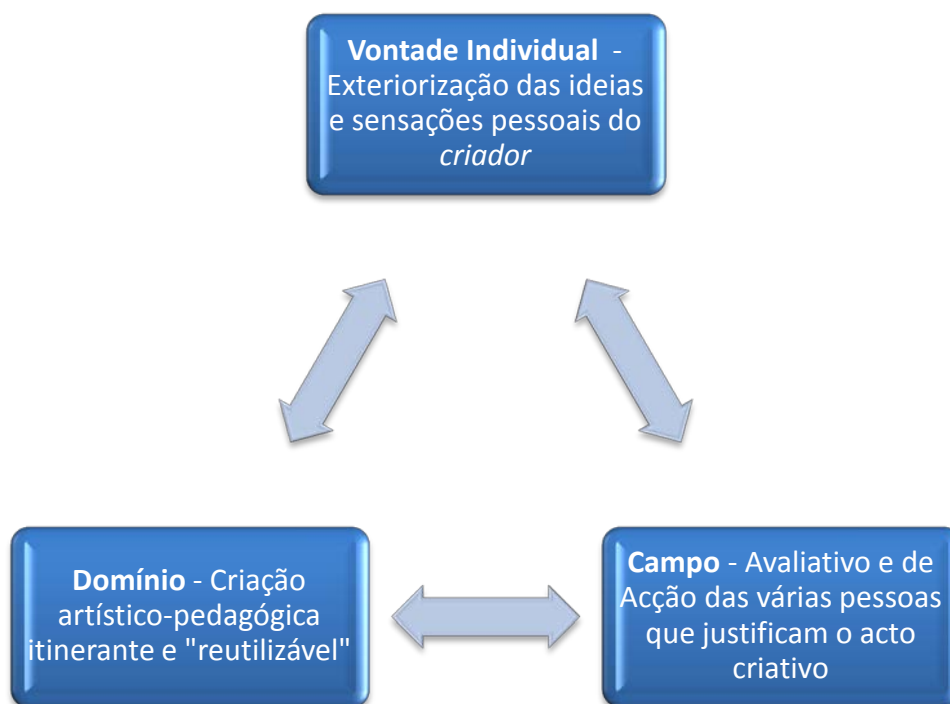 Vontade Individual -
Exteriorização das ideias
e sensações pessoais do
criador
Domínio - Criação
artístico-pedagógica
itinerante e "reutilizável"
Campo - Avaliativo e de
Acção das várias pessoas
que justificam o acto
criativo